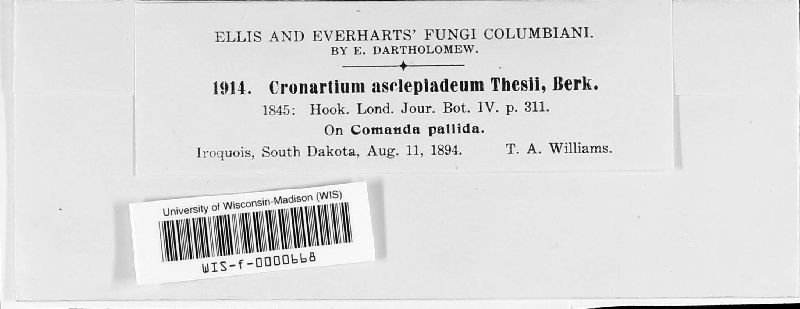 ELLIS AND EVERHARTS' FUNGI COLUMBIANI.
BY E. DARTHOLOMEW.
1914. Cronartium asclepiadeum Thesii, Berk.
1845: Hook. Lond. Jour. Bot. IV. p. 311.
On Comanda pallida.
Iroquois, South Dakota, Aug. 11, 1894. T. A. Williams.
University of Wisconsin-Madison (WIS)
WIS-f-0000668